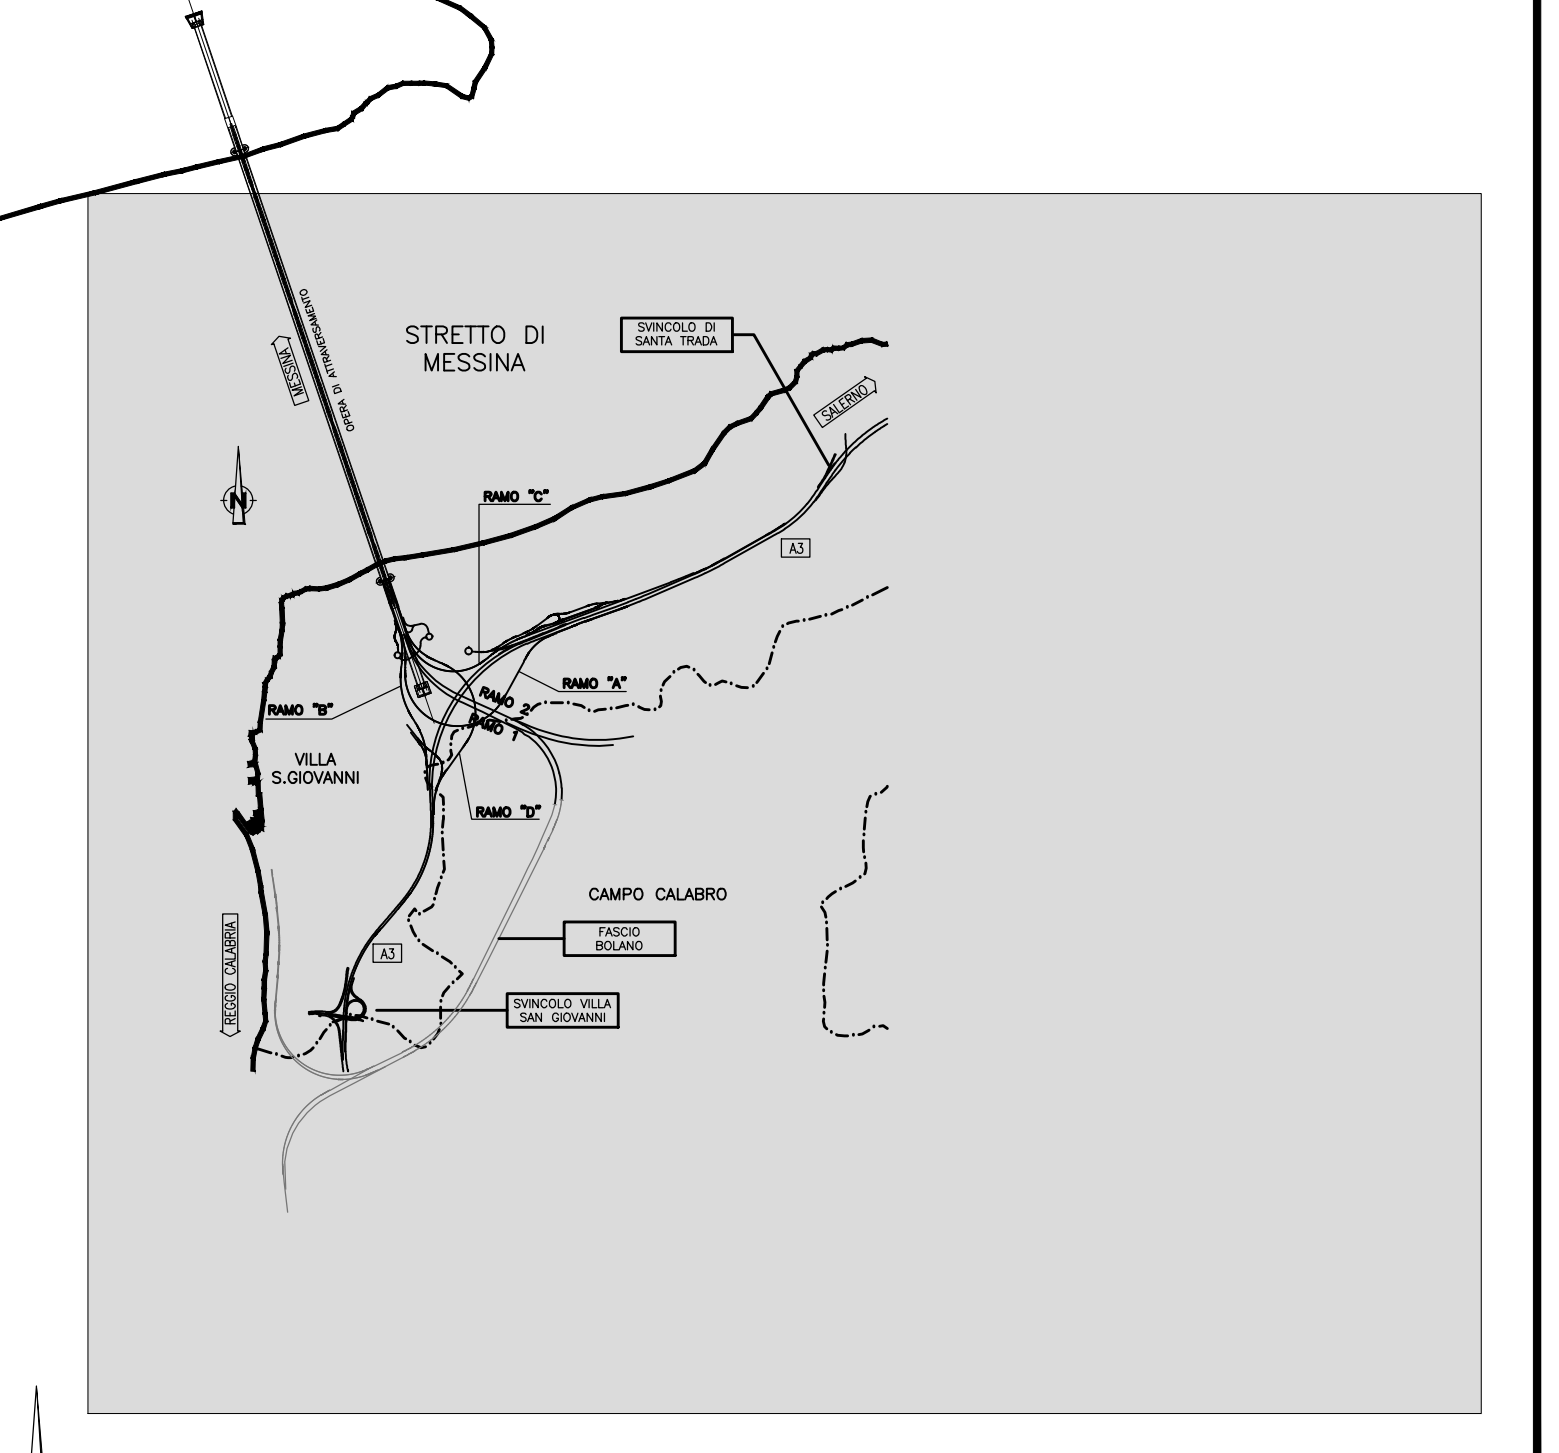 OPERA DI ATTRAVERSAMENTO
MESSINA
STRETTO DI
MESSINA
SVINCOLO DI
SANTA TRADA
SALERNO
N
RAMO "C"
A3
RAMO "A"
RAMO 2
RAMO "B"
RAMO 1
VILLA
S.GIOVANNI
RAMO "D"
CAMPO CALABRO
FASCIO
BOLANO
A3
REGGIO CALABRIA
SVINCOLO VILLA
SAN GIOVANNI